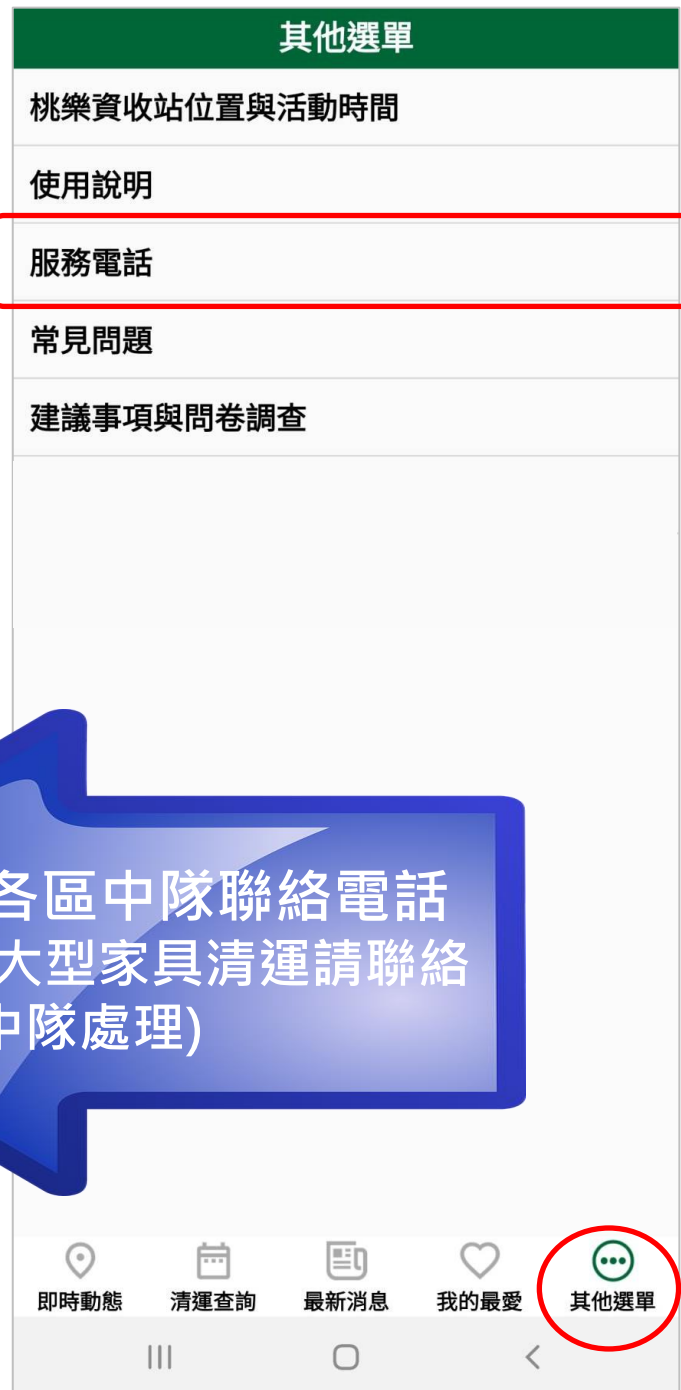 其他選單
桃樂資收站位置與活動時間
使用說明
服務電話
常見問題
建議事項與問卷調查
各區中隊聯絡電話
大型家具清運請聯絡
中隊處理)
即時動態
清運查詢
最新消息
我的最愛
其他選單